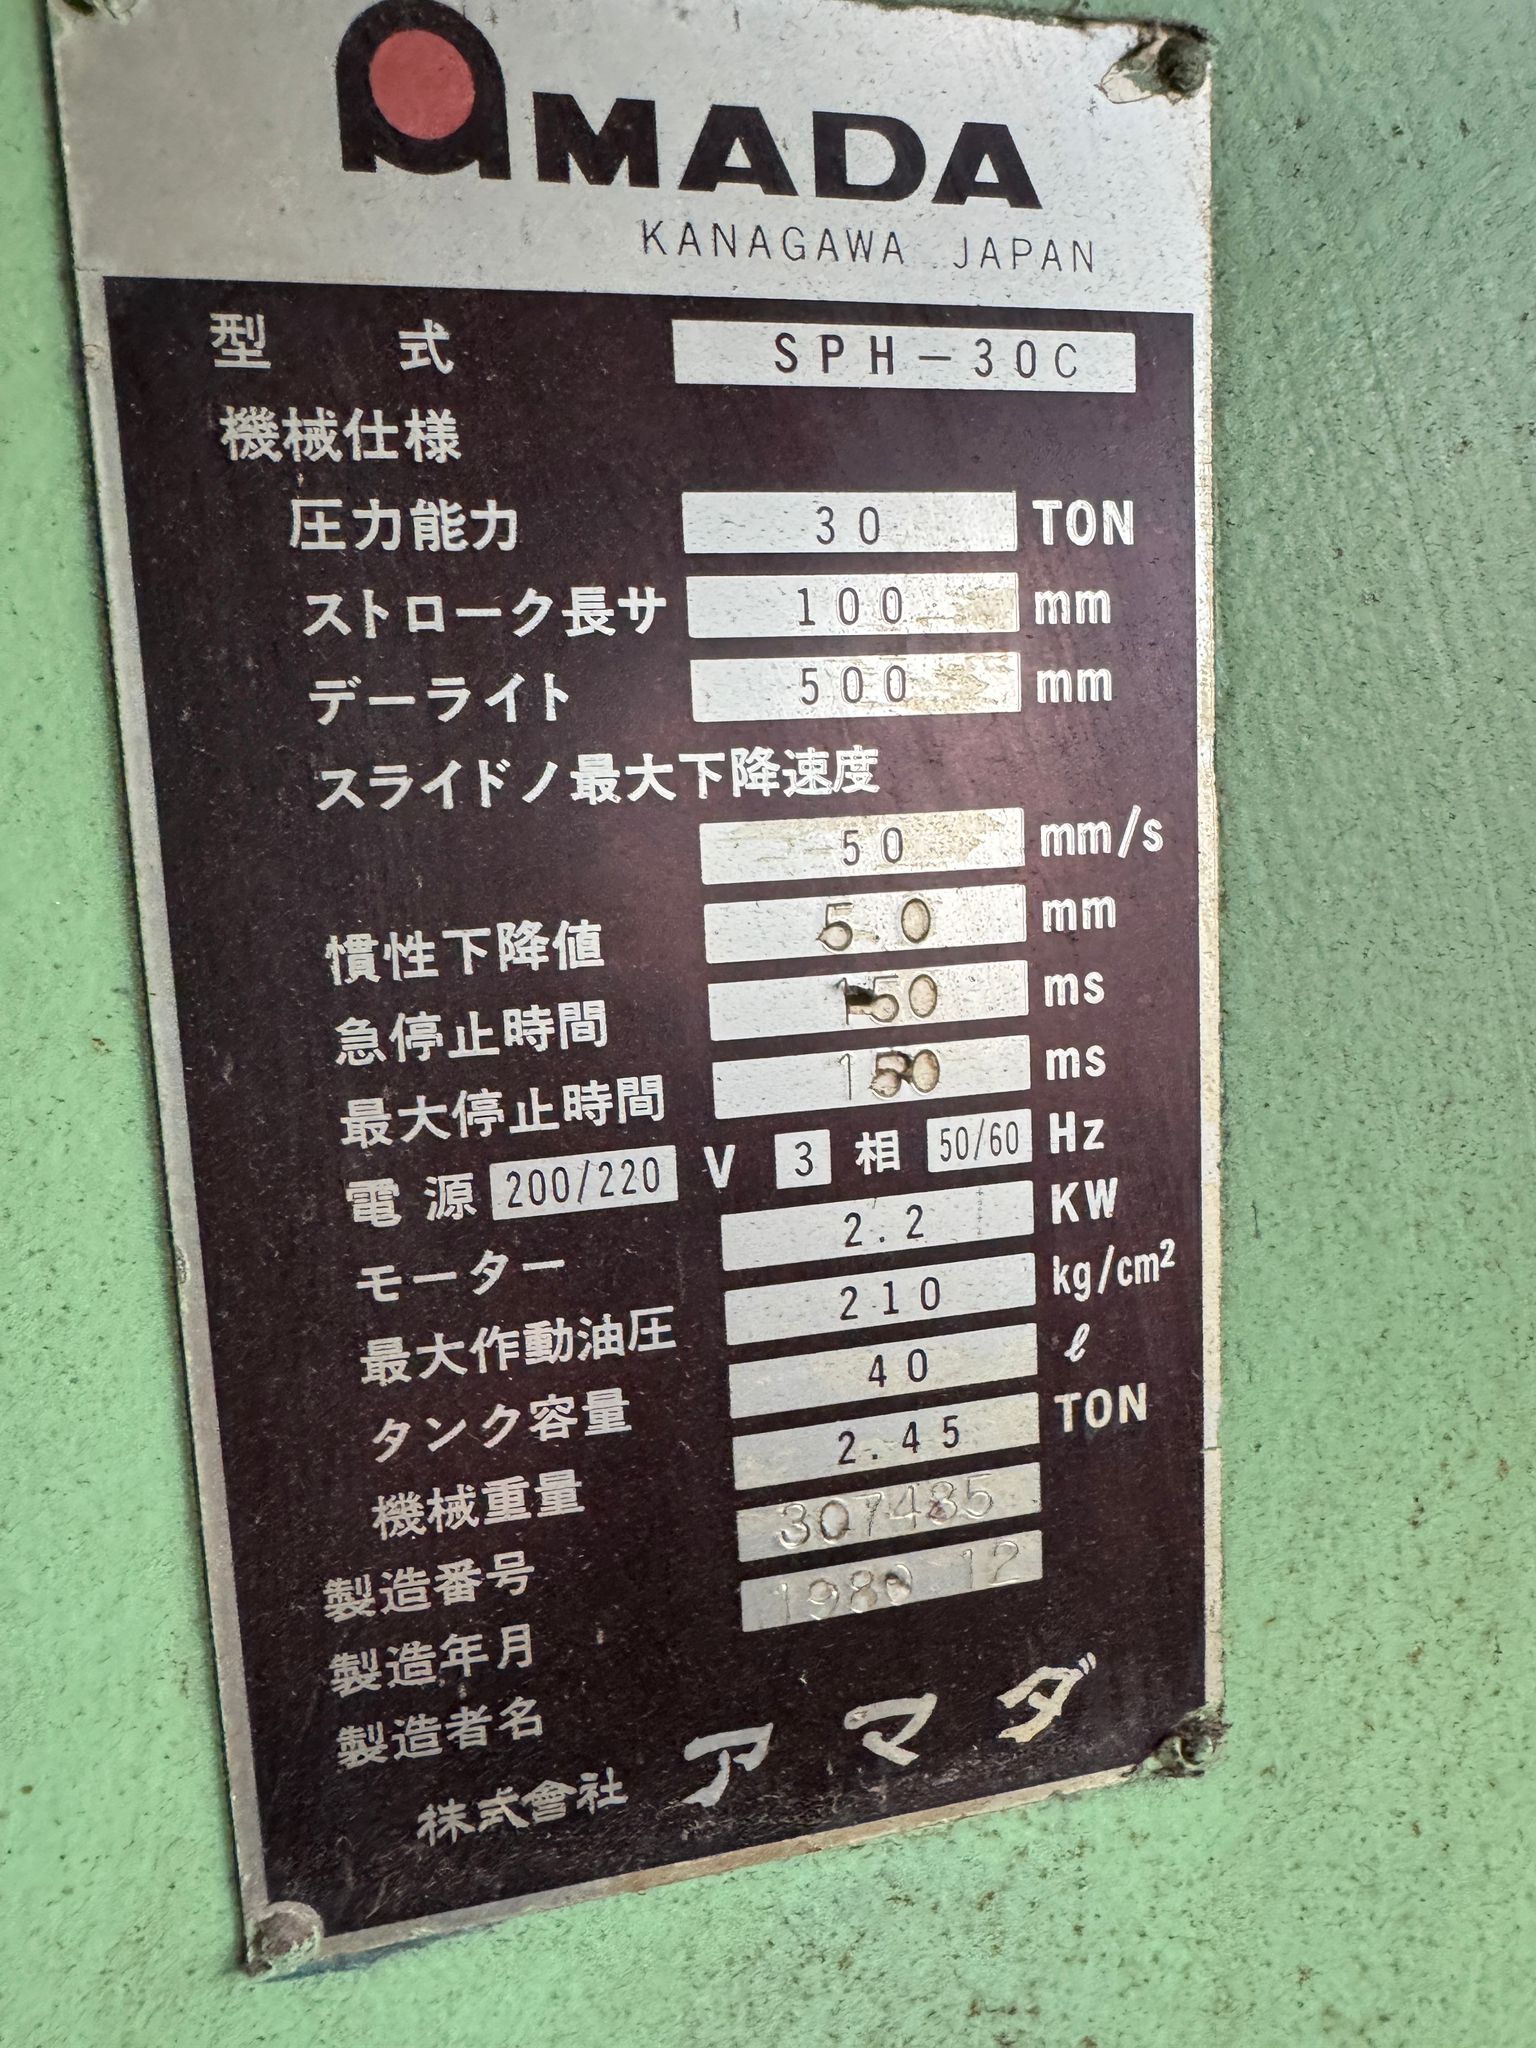 AMADA
KANAGAWA JAPAN
型 式 SPH-30C
機械仕様
圧力能力 30 TON
ストローク長サ 100 mm
デーライト 500 mm
スライドノ最大下降速度
50 mm/s
慣性下降値 5.0 mm
急停止時間 150 ms
最大停止時間 150 ms
電源 200/220 V 3 相 50/60 Hz
モーター 2.2 KW
最大作動油圧 210 kg/cm²
タンク容量 40 ℓ
機械重量 2.45 TON
製造番号 307485
製造年月 1980 12
製造者名
株式會社 アマダ